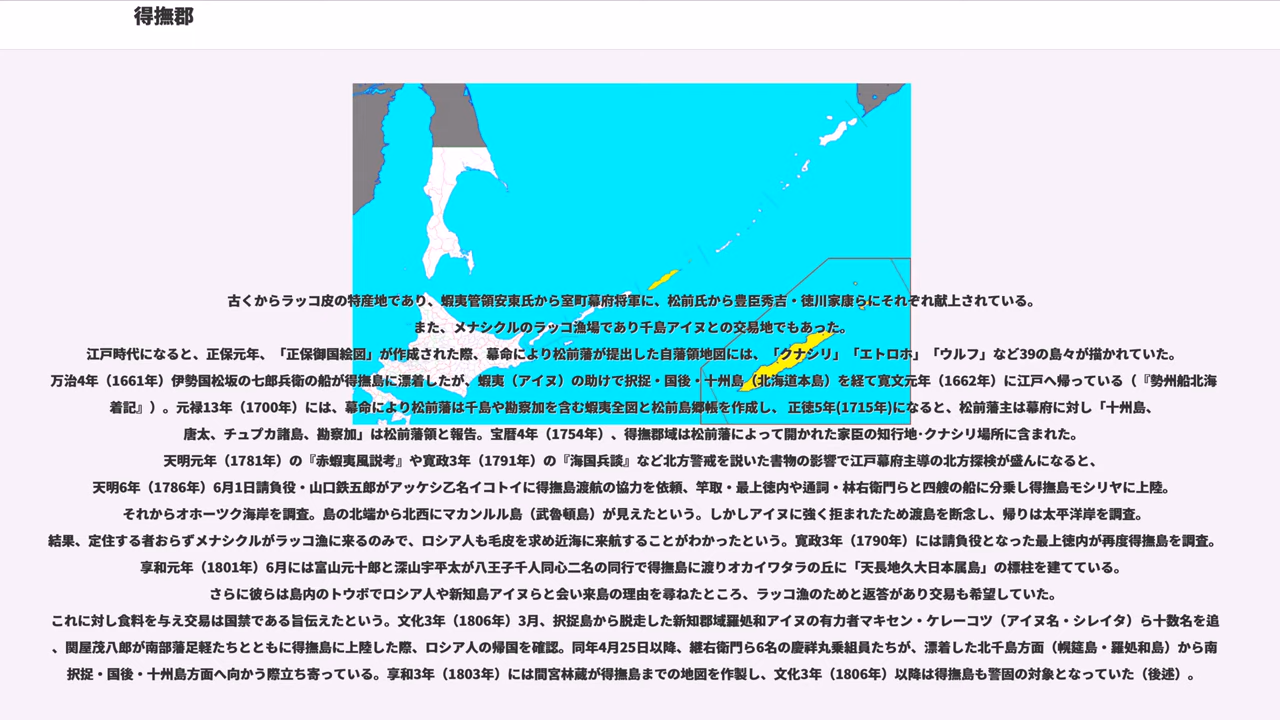 得撫郡
古くからラッコ皮の特産地であり、蝦夷管領安東氏から室町幕府将軍に、松前氏から豊臣秀吉・徳川家康らにそれぞれ献上されている。
また、メナシクルのラッコ漁場であり千島アイヌとの交易地でもあった。
江戸時代になると、正保元年、「正保御国絵図」が作成された際、幕命により松前藩が提出した自藩領地図には、「クナシリ」「エトロホ」「ウルフ」など39の島々が描かれていた。
万治4年（1661年）伊勢国松坂の七郎兵衛の船が得撫島に漂着したが、蝦夷（アイヌ）の助けで択捉・国後・十州島（北海道本島）を経て寛文元年（1662年）に江戸へ帰っている（『勢州船北海
着記』）。元禄13年（1700年）には、幕命により松前藩は千島や勘察加を含む蝦夷全図と松前島郷帳を作成し、 正徳5年(1715年)になると、松前藩主は幕府に対し「十州島、
唐太、チュプカ諸島、勘察加」は松前藩領と報告。宝暦4年（1754年）、得撫郡域は松前藩によって開かれた家臣の知行地·クナシリ場所に含まれた。
天明元年（1781年）の『赤蝦夷風説考』や寛政3年（1791年）の『海国兵談』など北方警戒を説いた書物の影響で江戸幕府主導の北方探検が盛んになると、
天明6年（1786年）6月1日請負役・山口鉄五郎がアッケシ乙名イコトイに得撫島渡航の協力を依頼、竿取・最上徳内や通詞・林右衛門らと四艘の船に分乗し得撫島モシリヤに上陸。
それからオホーツク海岸を調査。島の北端から北西にマカンルル島（武魯頓島）が見えたという。しかしアイヌに強く拒まれたため渡島を断念し、帰りは太平洋岸を調査。
結果、定住する者おらずメナシクルがラッコ漁に来るのみで、ロシア人も毛皮を求め近海に来航することがわかったという。寛政3年（1790年）には請負役となった最上徳内が再度得撫島を調査。
享和元年（1801年）6月には富山元十郎と深山宇平太が八王子千人同心二名の同行で得撫島に渡りオカイワタラの丘に「天長地久大日本属島」の標柱を建てている。
さらに彼らは島内のトウボでロシア人や新知島アイヌらと会い来島の理由を尋ねたところ、ラッコ漁のためと返答があり交易も希望していた。
これに対し食料を与え交易は国禁である旨伝えたという。文化3年（1806年）3月、択捉島から脱走した新知郡域羅処和アイヌの有力者マキセン・ケレーコツ（アイヌ名・シレイタ）ら十数名を追
、関屋茂八郎が南部藩足軽たちとともに得撫島に上陸した際、ロシア人の帰国を確認。同年4月25日以降、継右衛門ら6名の慶祥丸乗組員たちが、漂着した北千島方面（幌筵島・羅処和島）から南
択捉・国後・十州島方面へ向かう際立ち寄っている。享和3年（1803年）には間宮林蔵が得撫島までの地図を作製し、文化3年（1806年）以降は得撫島も警固の対象となっていた（後述）。